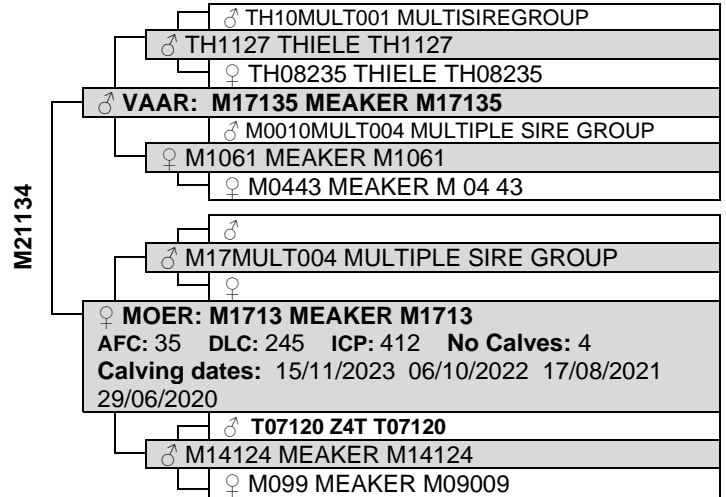 ♂ TH10MULT001 MULTISIREGROUP
♂ TH1127 THIELE TH1127
♀ TH08235 THIELE TH08235
♂ VAAR: M17135 MEAKER M17135
♂ M0010MULT004 MULTIPLE SIRE GROUP
♀ M1061 MEAKER M1061
♀ M0443 MEAKER M 04 43
M21134
♂
♂ M17MULT004 MULTIPLE SIRE GROUP
♀
♀ MOER: M1713 MEAKER M1713
AFC: 35 DLC: 245 ICP: 412 No Calves: 4
Calving dates: 15/11/2023 06/10/2022 17/08/2021
29/06/2020
♂ T07120 Z4T T07120
♂ M14124 MEAKER M14124
♀ M099 MEAKER M09009